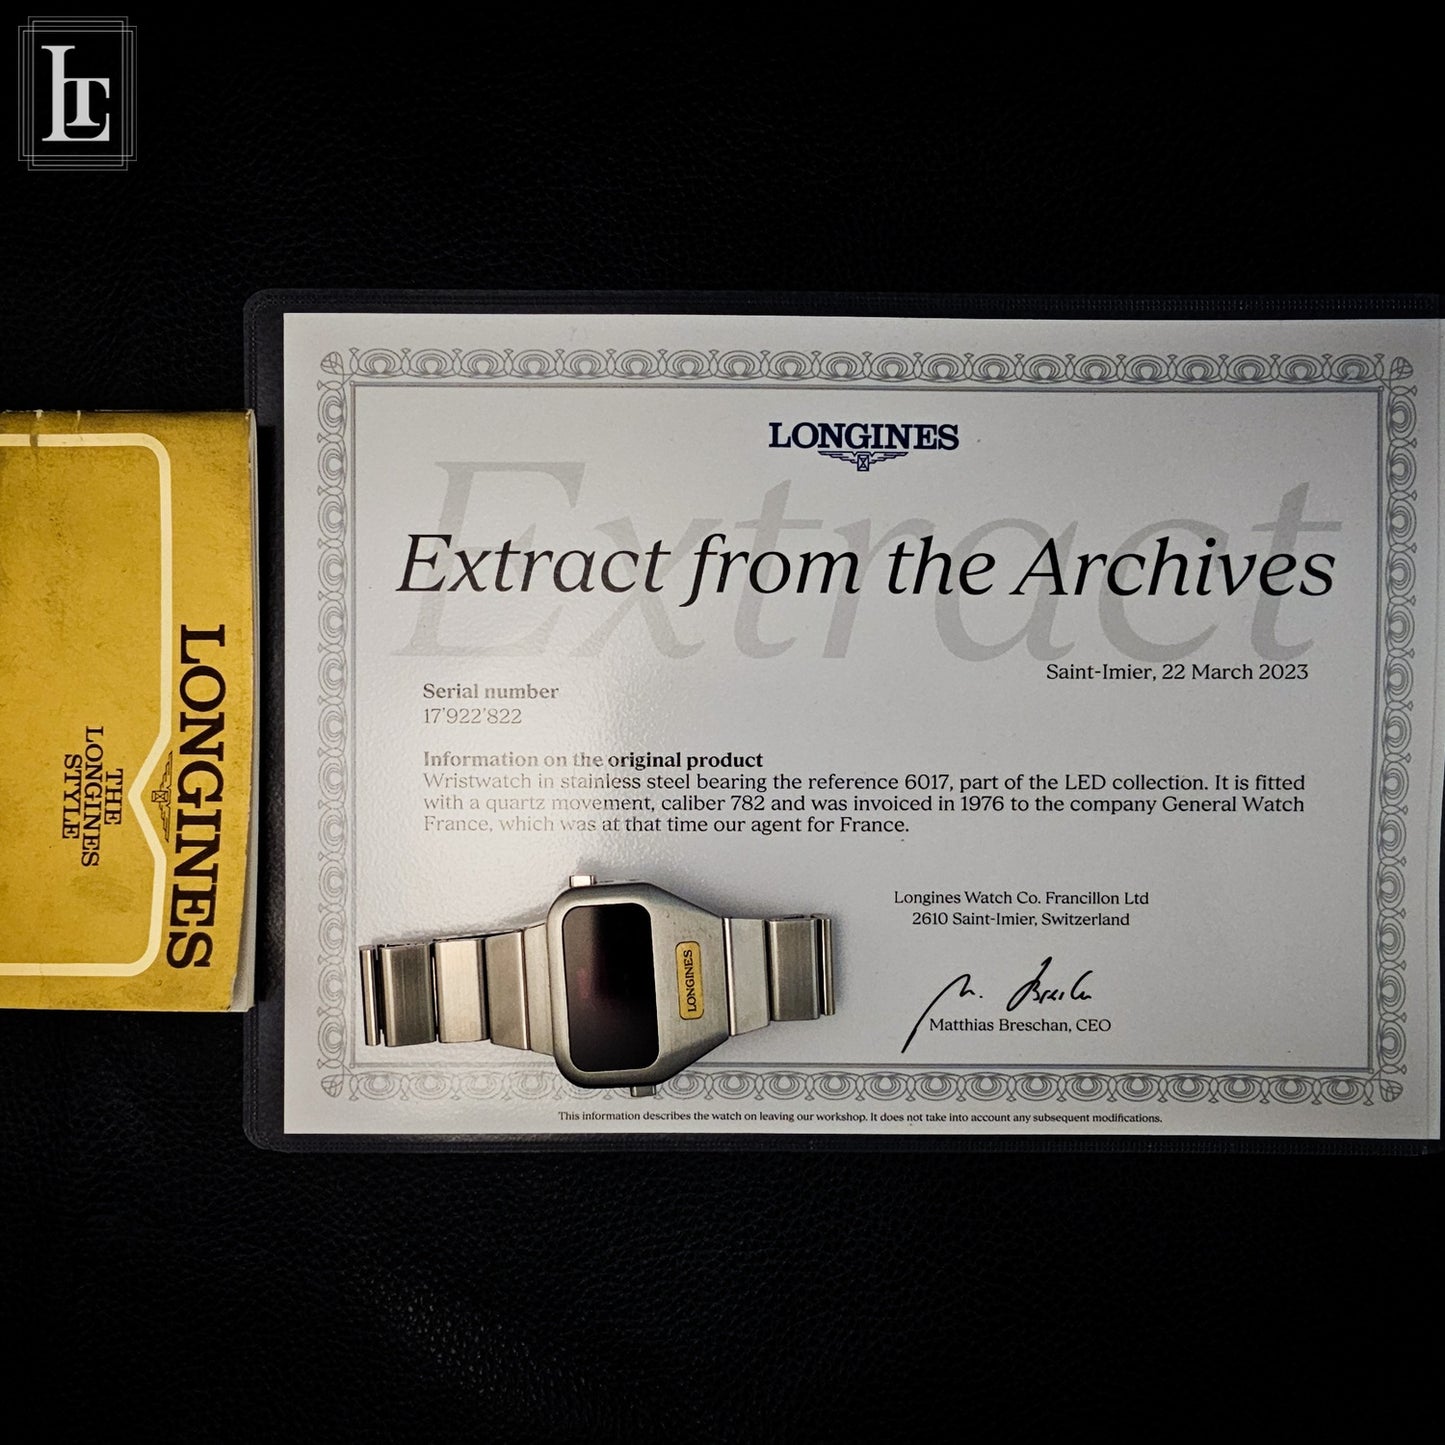 LT
LONGINES
THE
LONGINES
STYLE
LONGINES
Extract
Extract from the Archives
Saint-Imier, 22 March 2023
Serial number
17'922'822
Information on the original product
Wristwatch in stainless steel bearing the reference 6017, part of the LED collection. It is fitted
with a quartz movement, caliber 782 and was invoiced in 1976 to the company General Watch
France, which was at that time our agent for France.
Longines Watch Co. Francillon Ltd
2610 Saint-Imier, Switzerland
M. Breschan
Matthias Breschan, CEO
LONGINES
This information describes the watch on leaving our workshop. It does not take into account any subsequent modifications.